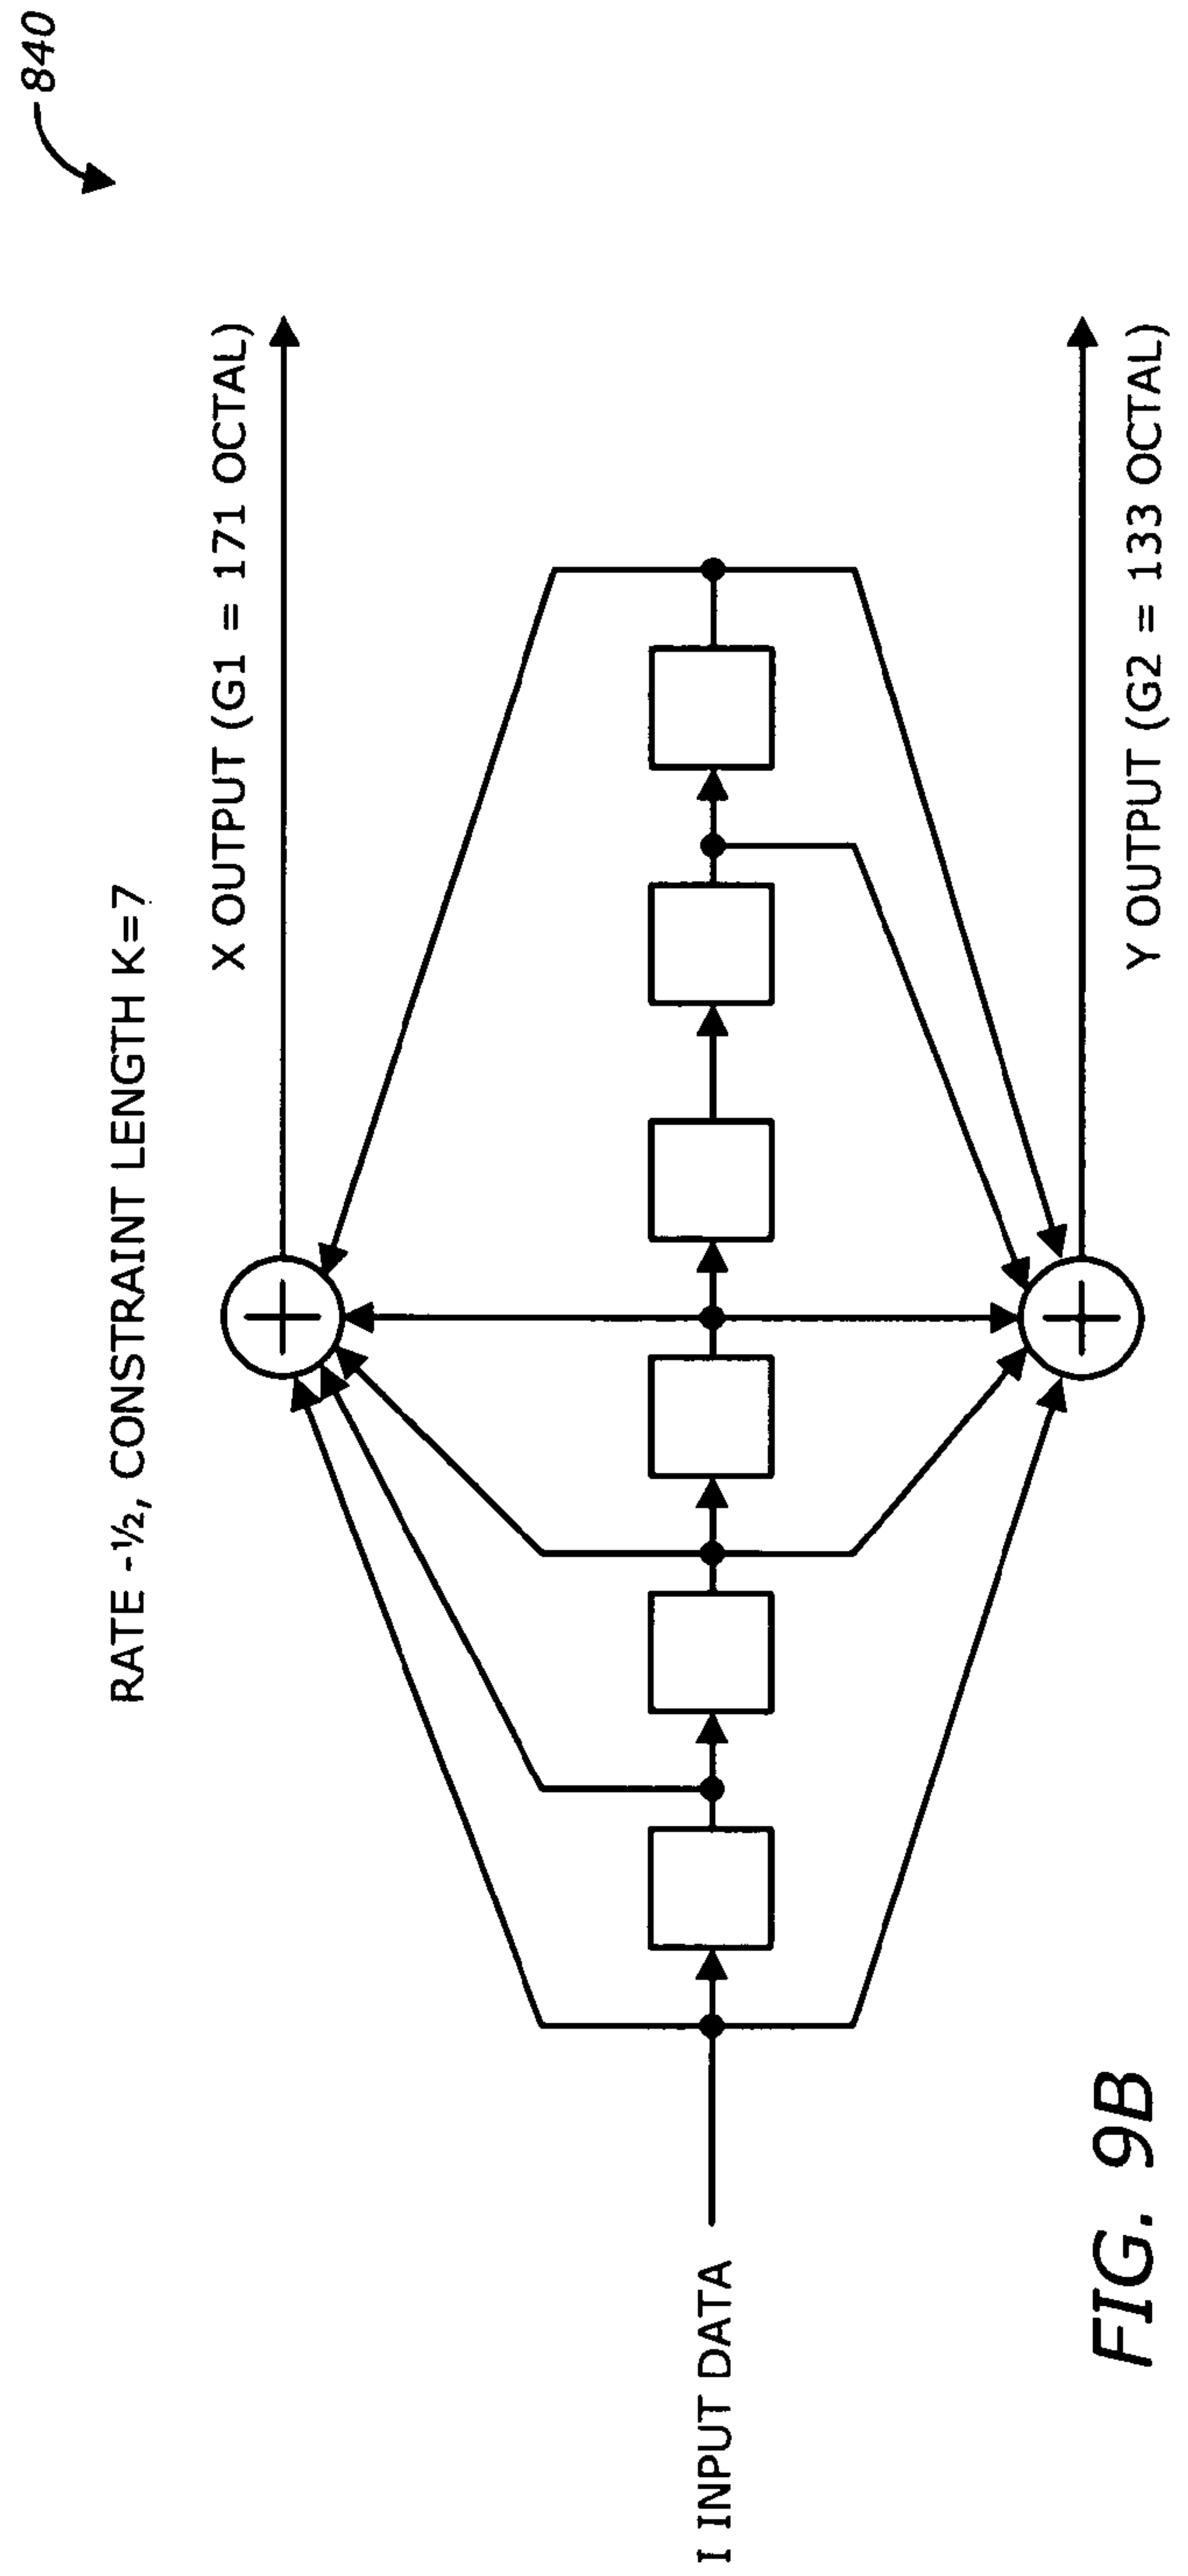 840
RATE -½, CONSTRAINT LENGTH K=7
X OUTPUT (G1 = 171 OCTAL)
I INPUT DATA
Y OUTPUT (G2 = 133 OCTAL)
FIG. 9B